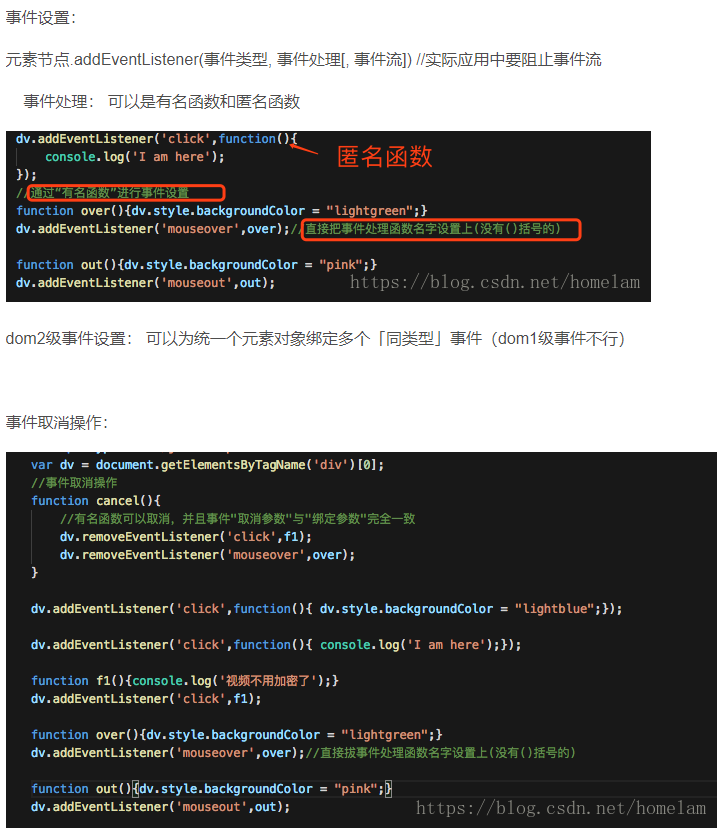 事件设置：
元素节点.addEventListener(事件类型, 事件处理[, 事件流]) //实际应用中要阻止事件流
事件处理： 可以是有名函数和匿名函数
dv.addEventListener('click',function(){
console.log('I am here');
匿名函数
});
//通过“有名函数”进行事件设置
function over(){dv.style.backgroundColor = "lightgreen";}
dv.addEventListener('mouseover',over);//直接把事件处理函数名字设置上(没有()括号的)
function out(){dv.style.backgroundColor = "pink";}
dv.addEventListener('mouseout',out);
https://blog.csdn.net/homelam
dom2级事件设置： 可以为统一个元素对象绑定多个「同类型」事件（dom1级事件不行）
事件取消操作：
var dv = document.getElementsByTagName('div')[0];
//事件取消操作
function cancel(){
//有名函数可以取消，并且事件"取消参数"与"绑定参数"完全一致
dv.removeEventListener('click',f1);
dv.removeEventListener('mouseover',over);
}
dv.addEventListener('click',function(){ dv.style.backgroundColor = "lightblue";});
dv.addEventListener('click',function(){ console.log('I am here');});
function f1(){console.log('视频不用加密了');}
dv.addEventListener('click',f1);
function over(){dv.style.backgroundColor = "lightgreen";}
dv.addEventListener('mouseover',over);//直接拔事件处理函数名字设置上(没有()括号的)
function out(){dv.style.backgroundColor = "pink";}
dv.addEventListener('mouseout',out);
https://blog.csdn.net/homelam